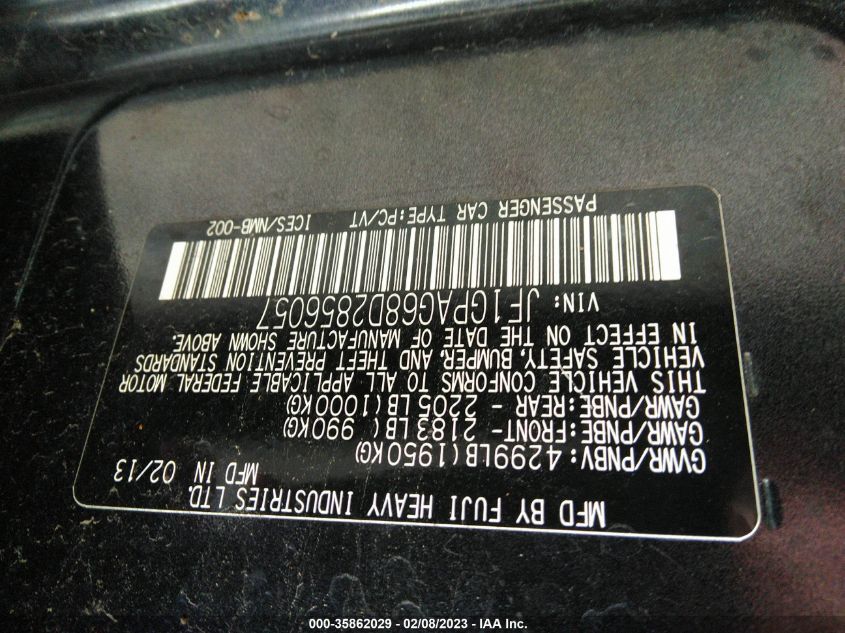 MFD BY FUJI HEAVY INDUSTRIES LTD.
MFD IN 02/13
GVWR/PNBV: 4299LB(1950KG)
GAWR/PNBE:FRONT- 2183LB( 990KG)
GAWR/PNBE:REAR - 2205LB(1000KG)
THIS VEHICLE CONFORMS TO ALL APPLICABLE FEDERAL MOTOR
VEHICLE SAFETY, BUMPER, AND THEFT PREVENTION STANDARDS
IN EFFECT ON THE DATE OF MANUFACTURE SHOWN ABOVE.
VIN: JF1GPAG68D2856057
PASSENGER CAR TYPE:PC/VT ICES/NMB-002
000-35862029 - 02/08/2023 - IAA Inc.